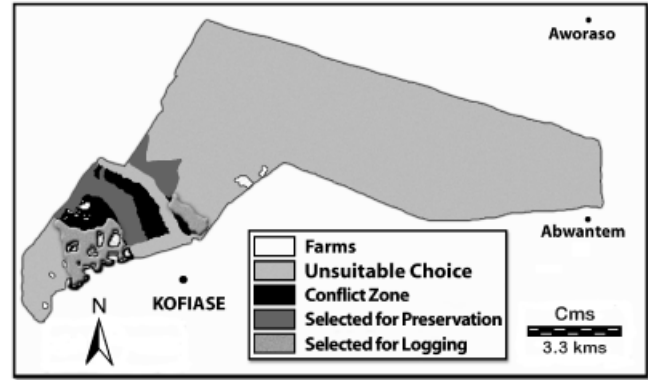 Aworaso
Abwantem
KOFIASE
N
Farms
Unsuitable Choice
Conflict Zone
Selected for Preservation
Selected for Logging
Cms
3.3 kms